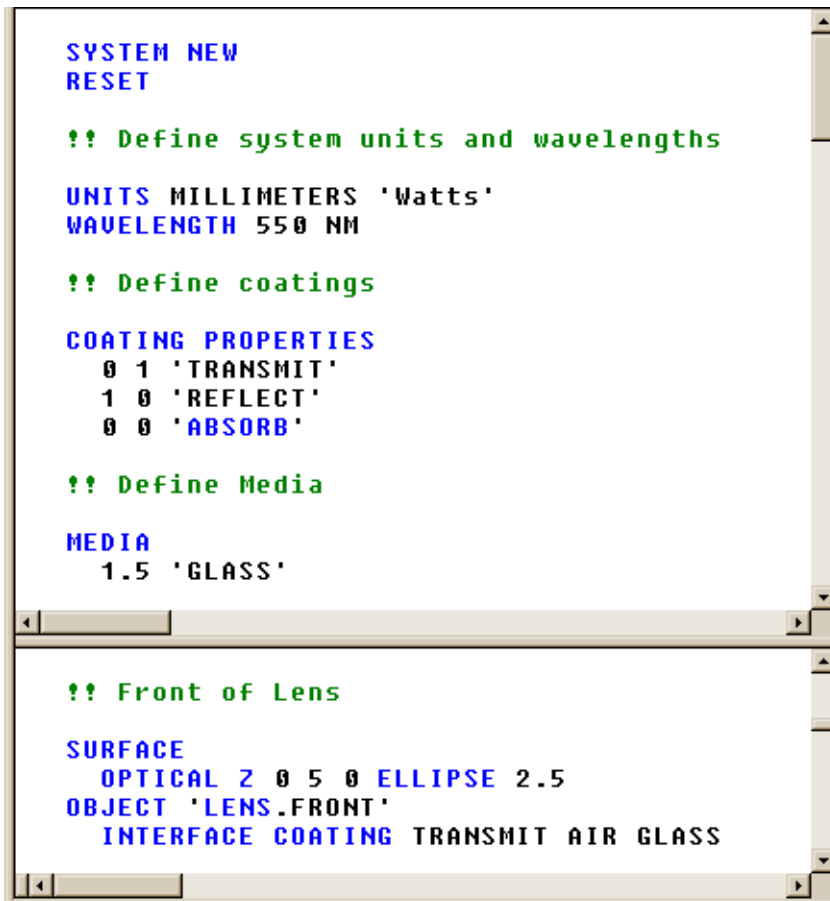 SYSTEM NEW
RESET
!! Define system units and wavelengths
UNITS MILLIMETERS 'Watts'
WAVELENGTH 550 NM
!! Define coatings
COATING PROPERTIES
0 1 'TRANSMIT'
1 0 'REFLECT'
0 0 'ABSORB'
!! Define Media
MEDIA
1.5 'GLASS'
!! Front of Lens
SURFACE
OPTICAL Z 0 5 0 ELLIPSE 2.5
OBJECT 'LENS.FRONT'
INTERFACE COATING TRANSMIT AIR GLASS